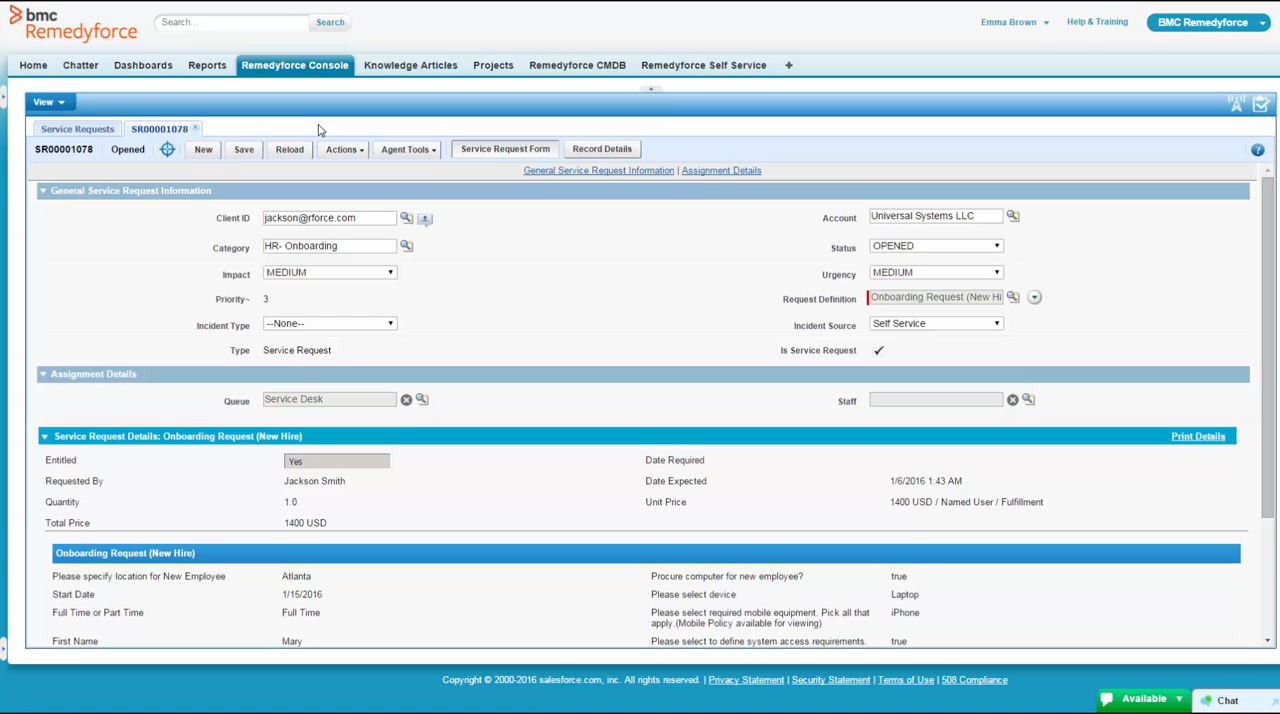 bmc
Remedyforce
Search...
Search
Emma Brown
Help & Training
BMC Remedyforce
Home
Chatter
Dashboards
Reports
Remedyforce Console
Knowledge Articles
Projects
Remedyforce CMDB
Remedyforce Self Service
+
View
Service Requests
SR00001078
SR00001078
Opened
New
Save
Reload
Actions
Agent Tools
Service Request Form
Record Details
General Service Request Information | Assignment Details
General Service Request Information
Client ID
jackson@rforce.com
Account
Universal Systems LLC
Category
HR- Onboarding
Status
OPENED
Impact
MEDIUM
Urgency
MEDIUM
Priority~
3
Request Definition
Onboarding Request (New Hi
Incident Type
--None--
Incident Source
Self Service
Type
Service Request
Is Service Request
Assignment Details
Queue
Service Desk
Staff
Service Request Details: Onboarding Request (New Hire)
Print Details
Entitled
Yes
Date Required
Requested By
Jackson Smith
Date Expected
1/6/2016 1:43 AM
Quantity
1.0
Unit Price
1400 USD / Named User / Fulfillment
Total Price
1400 USD
Onboarding Request (New Hire)
Please specify location for New Employee
Atlanta
Procure computer for new employee?
true
Start Date
1/15/2016
Please select device
Laptop
Full Time or Part Time
Full Time
Please select required mobile equipment. Pick all that
apply.(Mobile Policy available for viewing)
iPhone
First Name
Mary
Please select to define system access requirements.
true
Copyright © 2000-2016 salesforce.com, inc. All rights reserved. | Privacy Statement | Security Statement | Terms of Use | 508 Compliance
Available
Chat